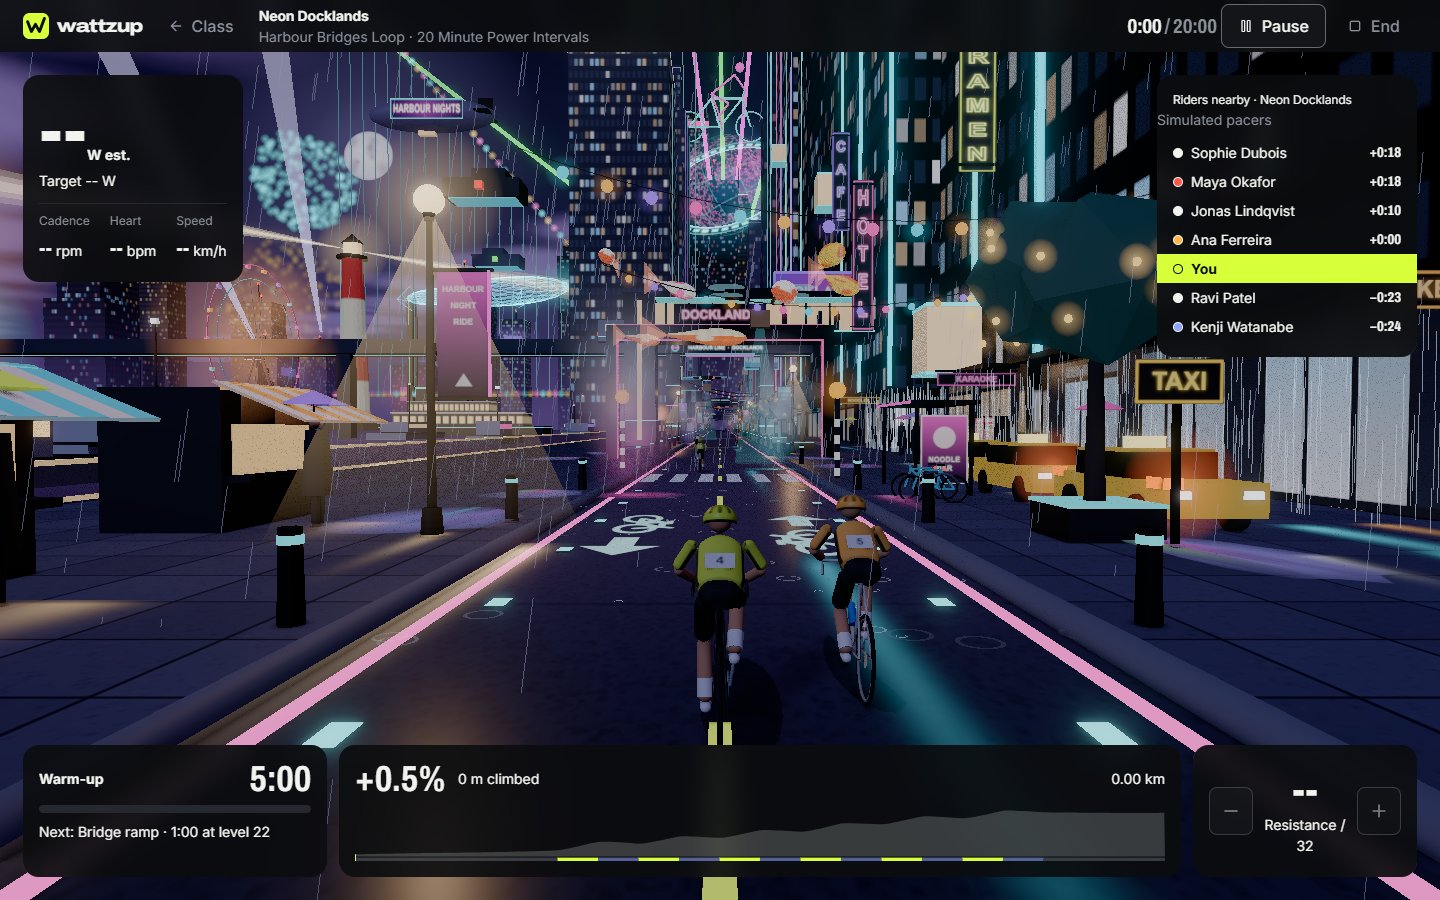 wattzup
Class
Neon Docklands
Harbour Bridges Loop · 20 Minute Power Intervals
0:00 / 20:00
Pause
End
-- W est.
Target -- W
Cadence Heart Speed
-- rpm -- bpm -- km/h
Riders nearby · Neon Docklands
Simulated pacers
Sophie Dubois +0:18
Maya Okafor +0:18
Jonas Lindqvist +0:10
Ana Ferreira +0:00
You
Ravi Patel −0:23
Kenji Watanabe −0:24
HARBOUR NIGHTS
RAMEN
CAFE
HOTEL
HARBOUR
NIGHT
RIDE
DOCKLAND
KARAOKE
TAXI
NOODLE
4
5
Warm-up 5:00
Next: Bridge ramp · 1:00 at level 22
+0.5% 0 m climbed 0.00 km
--
Resistance /
32